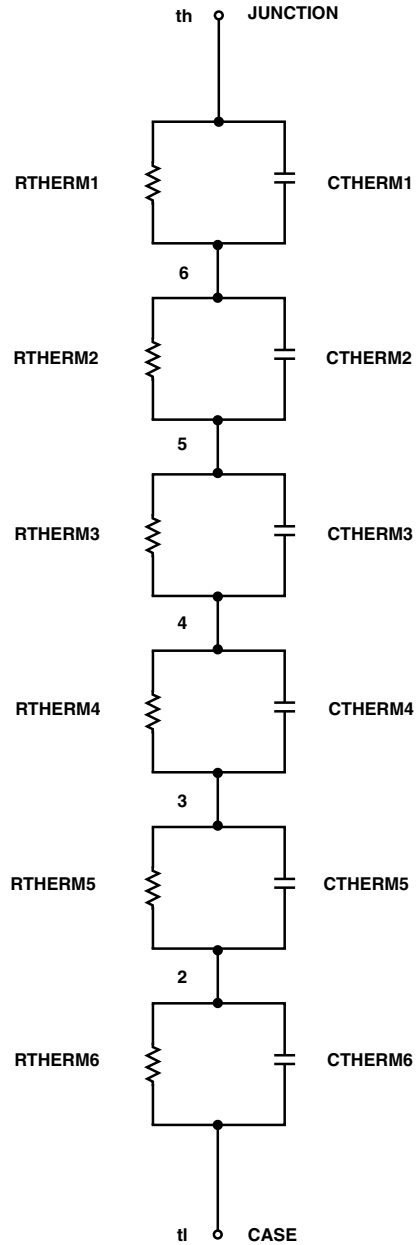 th JUNCTION
RTHERM1 CTHERM1
6
RTHERM2 CTHERM2
5
RTHERM3 CTHERM3
4
RTHERM4 CTHERM4
3
RTHERM5 CTHERM5
2
RTHERM6 CTHERM6
tl CASE